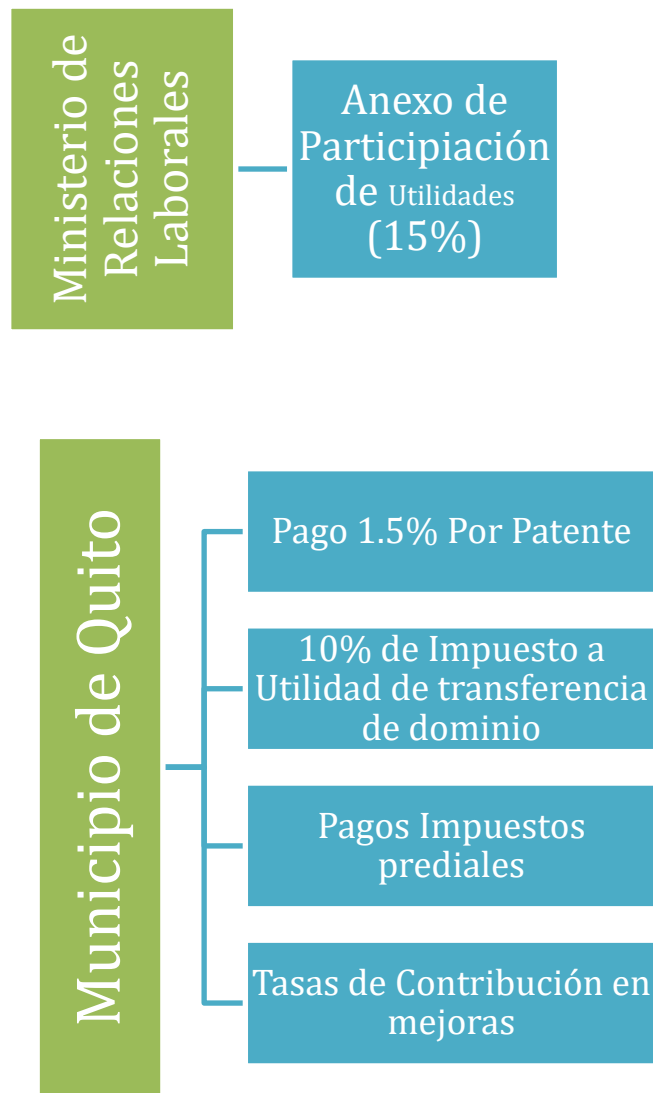 Ministerio de
Relaciones
Laborales
Anexo de
Participiación
de Utilidades
(15%)
Municipio de Quito
Pago 1.5% Por Patente
10% de Impuesto a
Utilidad de transferencia
de dominio
Pagos Impuestos
prediales
Tasas de Contribución en
mejoras